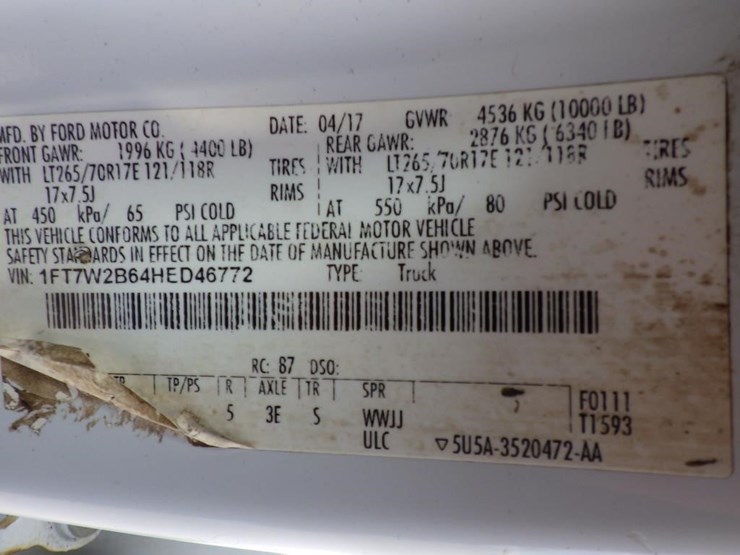 MFD. BY FORD MOTOR CO. DATE: 04/17 GVWR 4536 KG (10000 LB)
FRONT GAWR: 1996 KG (4400 LB) REAR GAWR: 2876 KG (6340 LB)
WITH LT265/70R17E 121/118R TIRES WITH LT265/70R17E 121/118R TIRES
17x7.5J RIMS 17x7.5J RIMS
AT 450 kPa/ 65 PSI COLD AT 550 kPa/ 80 PSI COLD
THIS VEHICLE CONFORMS TO ALL APPLICABLE FEDERAL MOTOR VEHICLE
SAFETY STANDARDS IN EFFECT ON THE DATE OF MANUFACTURE SHOWN ABOVE.
VIN: 1FT7W2B64HED46772 TYPE: Truck
RC: 87 DSO:
TR TP/PS R AXLE TR SPR F0111
5 3E S WWJJ T1593
ULC ▽5U5A-3520472-AA